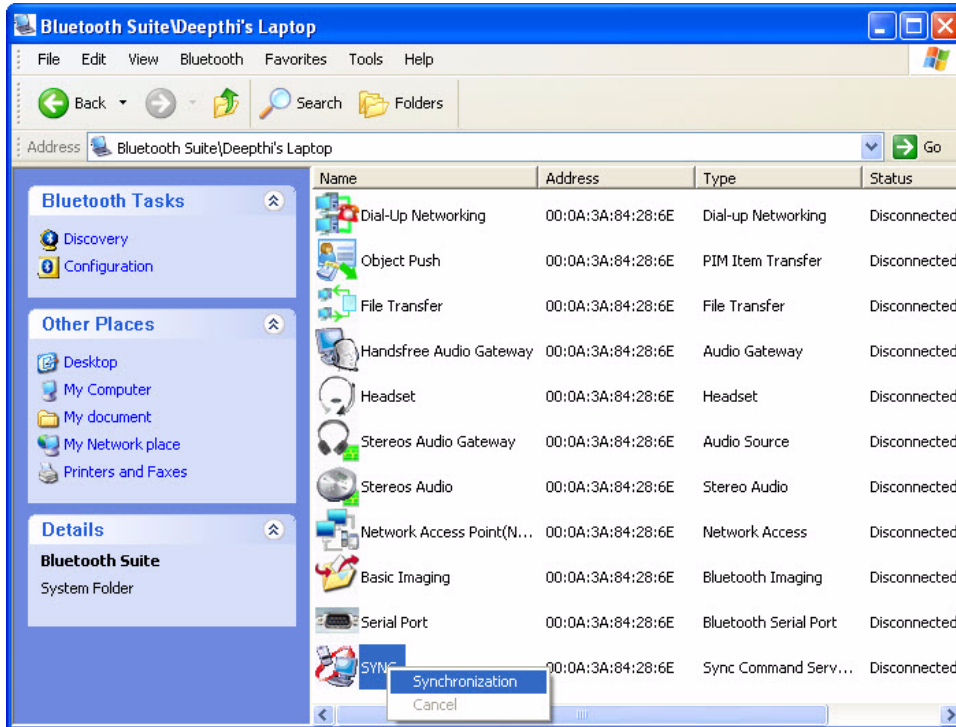 Bluetooth Suite\Deepthi's Laptop
File Edit View Bluetooth Favorites Tools Help
Back Search Folders
Address Bluetooth Suite\Deepthi's Laptop Go
Bluetooth Tasks
Discovery
Configuration
Other Places
Desktop
My Computer
My document
My Network place
Printers and Faxes
Details
Bluetooth Suite
System Folder
Name Address Type Status
Dial-Up Networking 00:0A:3A:84:28:6E Dial-up Networking Disconnected
Object Push 00:0A:3A:84:28:6E PIM Item Transfer Disconnected
File Transfer 00:0A:3A:84:28:6E File Transfer Disconnected
Handsfree Audio Gateway 00:0A:3A:84:28:6E Audio Gateway Disconnected
Headset 00:0A:3A:84:28:6E Headset Disconnected
Stereos Audio Gateway 00:0A:3A:84:28:6E Audio Source Disconnected
Stereos Audio 00:0A:3A:84:28:6E Stereo Audio Disconnected
Network Access Point(N... 00:0A:3A:84:28:6E Network Access Disconnected
Basic Imaging 00:0A:3A:84:28:6E Bluetooth Imaging Disconnected
Serial Port 00:0A:3A:84:28:6E Bluetooth Serial Port Disconnected
SYNC 00:0A:3A:84:28:6E Sync Command Serv... Disconnected
Synchronization
Cancel